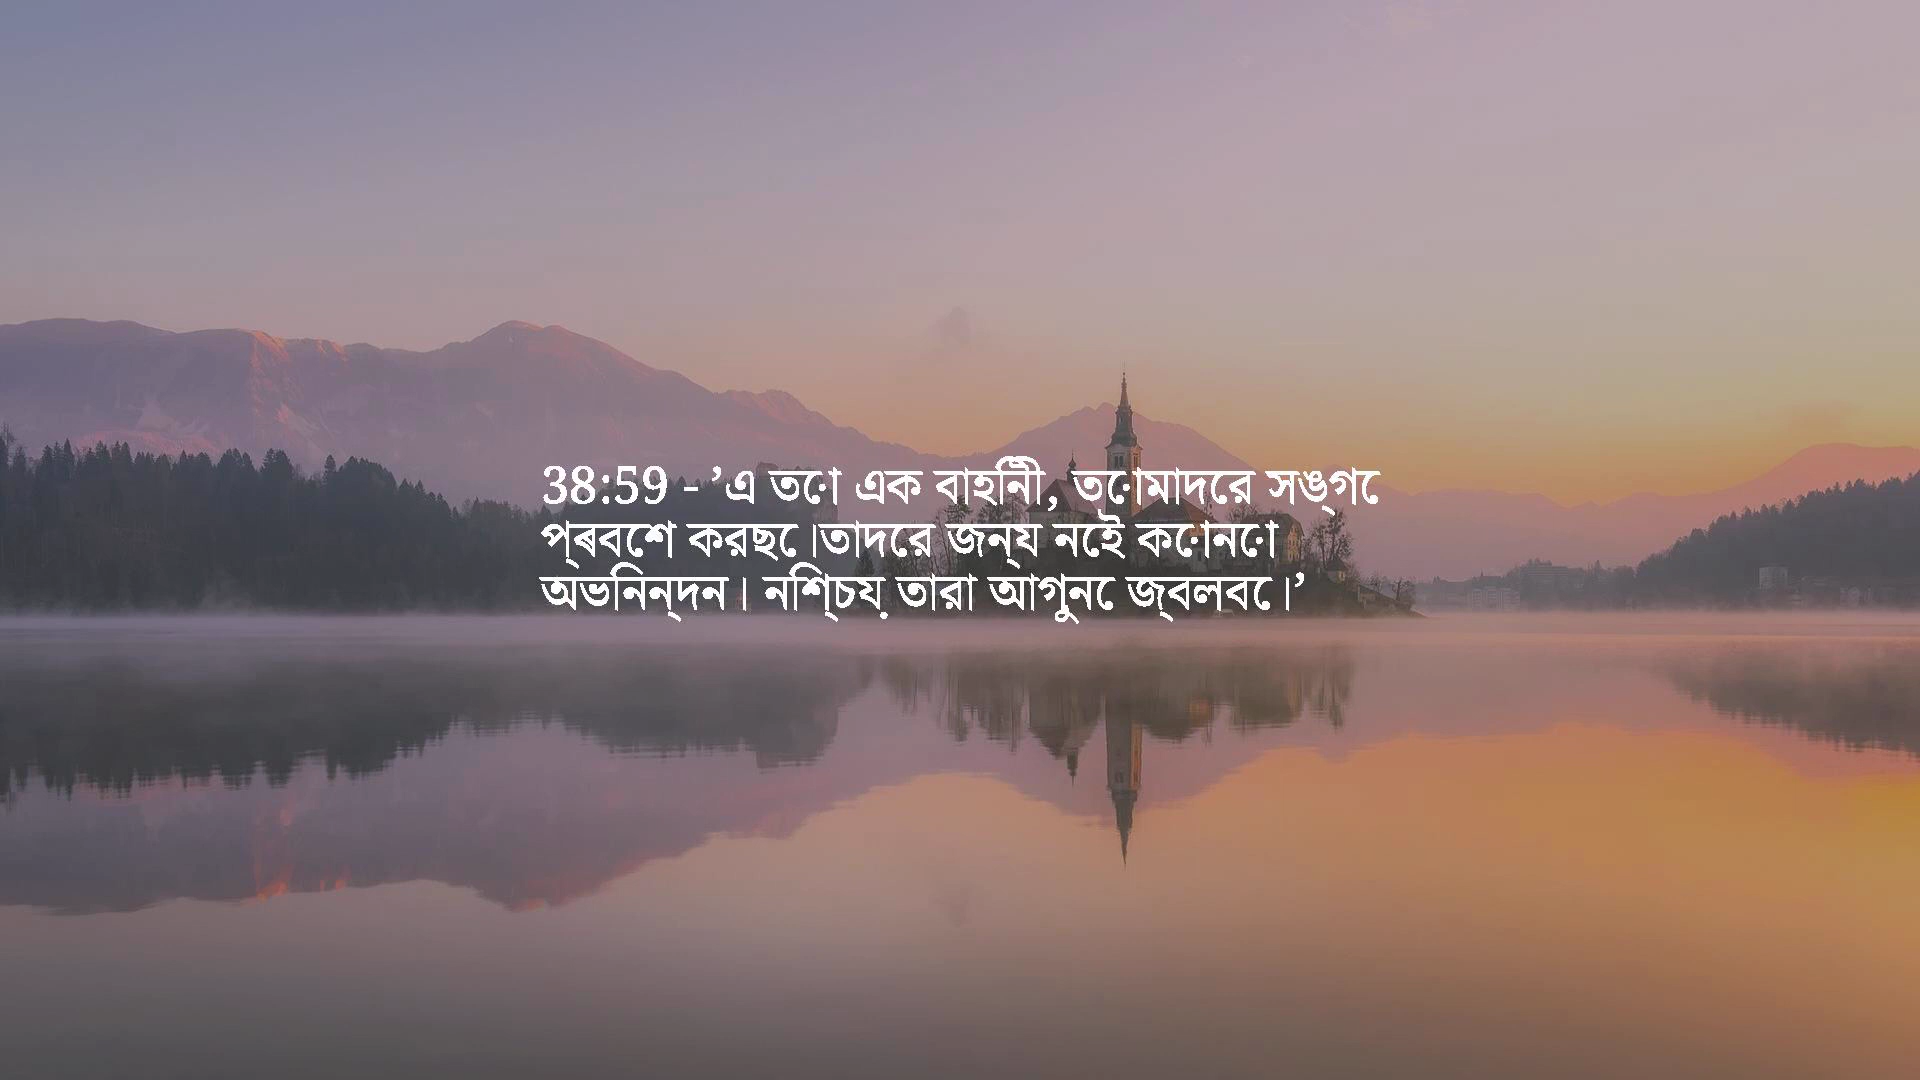 38:59 - ’এ তো এক বাহিনী, তোমাদের সঙ্গে
প্রবেশ করছে।তাদের জন্য নেই কোনো
অভিনন্দন। নিশ্চয় তারা আগুনে জ্বলবে।’